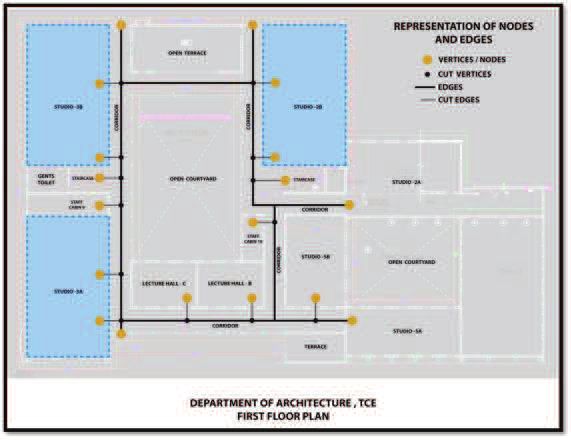 REPRESENTATION OF NODES
AND EDGES
VERTICES / NODES
CUT VERTICES
EDGES
CUT EDGES
OPEN TERRACE
STUDIO -3B
CORRIDOR
CORRIDOR
STUDIO -2B
OPEN COURTYARD
GENTS
TOILET
STAIRCASE
STAIRCASE
STUDIO -2A
STAFF
CABIN
CORRIDOR
STAFF
CABIN
CORRIDOR
STUDIO -5B
OPEN COURTYARD
STUDIO -3A
LECTURE HALL - C
LECTURE HALL - B
CORRIDOR
STUDIO -5A
TERRACE
DEPARTMENT OF ARCHITECTURE , TCE
FIRST FLOOR PLAN